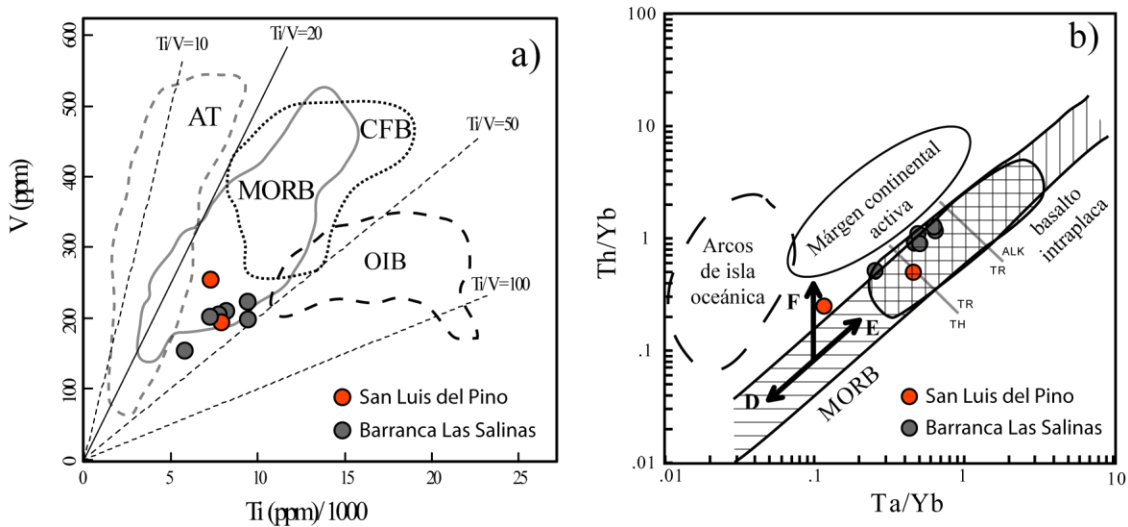 a)
600
500
400
300
200
100
0
V (ppm)
Ti/V=10
Ti/V=20
Ti/V=50
Ti/V=100
AT
CFB
MORB
OIB
San Luis del Pino
Barranca Las Salinas
0
5
10
15
20
Ti (ppm)/ 1000
b)
100
10
1
.1
.01
Th/Yb
Márgen continental
activa
Arcos
de isla
oceánica
basalto
intraplaca
ALK
TR
TR
TH
F
E
D
MORB
San Luis del Pino
Barranca Las Salinas
.01
.1
1
10
Ta/Yb